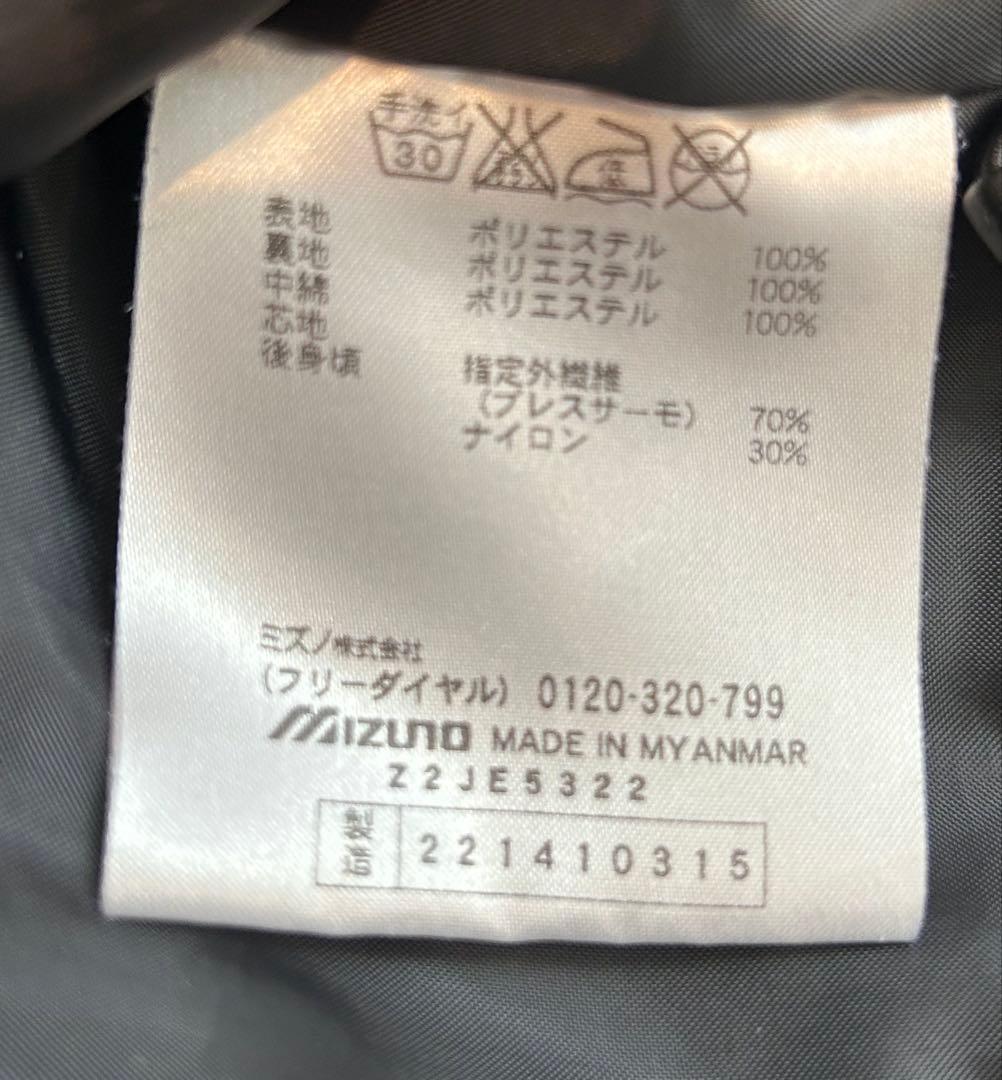 手洗イ
30
表地 ポリエステル 100%
裏地 ポリエステル 100%
中綿 ポリエステル 100%
芯地
後身頃 指定外繊維
(ブレスサーモ) 70%
ナイロン 30%
ミズノ株式会社
(フリーダイヤル) 0120-320-799
MIZUNO MADE IN MYANMAR
Z2JE5322
製造 221410315